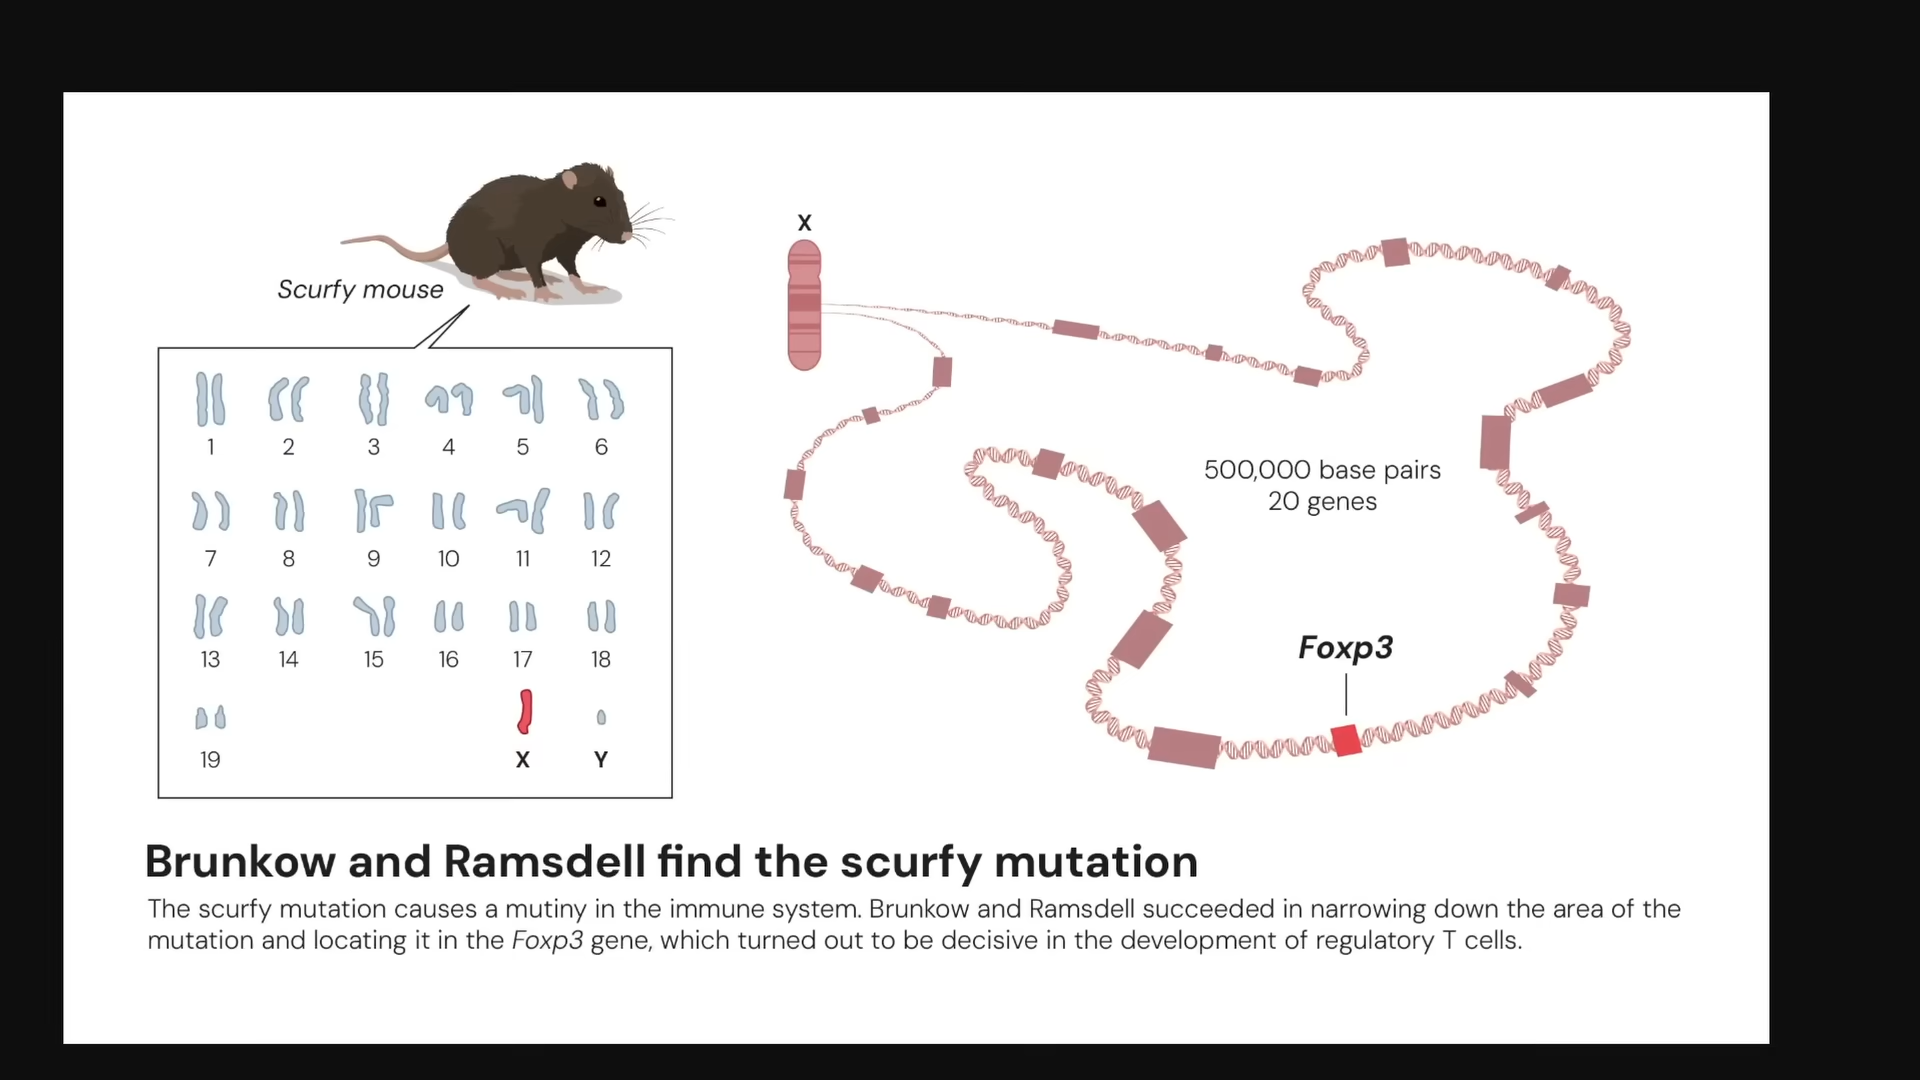 Scurfy mouse
1 2 3 4 5 6
7 8 9 10 11 12
13 14 15 16 17 18
19 X Y
X
500,000 base pairs
20 genes
Foxp3
Brunkow and Ramsdell find the scurfy mutation
The scurfy mutation causes a mutiny in the immune system. Brunkow and Ramsdell succeeded in narrowing down the area of the
mutation and locating it in the Foxp3 gene, which turned out to be decisive in the development of regulatory T cells.